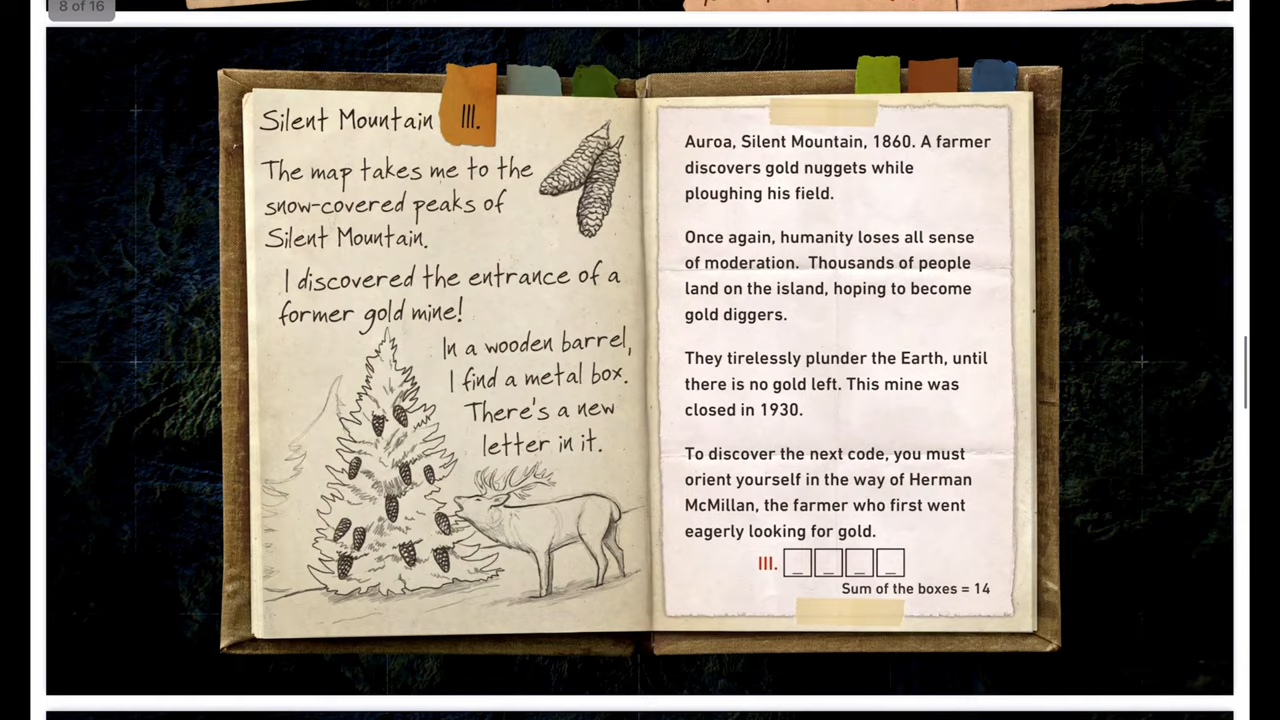 8 of 16
Silent Mountain
III.
The map takes me to the
snow-covered peaks of
Silent Mountain.
I discovered the entrance of a
former gold mine!
In a wooden barrel,
I find a metal box.
There's a new
letter in it.
Auroa, Silent Mountain, 1860. A farmer
discovers gold nuggets while
ploughing his field.
Once again, humanity loses all sense
of moderation.  Thousands of people
land on the island, hoping to become
gold diggers.
They tirelessly plunder the Earth, until
there is no gold left. This mine was
closed in 1930.
To discover the next code, you must
orient yourself in the way of Herman
McMillan, the farmer who first went
eagerly looking for gold.
III. _ _ _ _
Sum of the boxes = 14